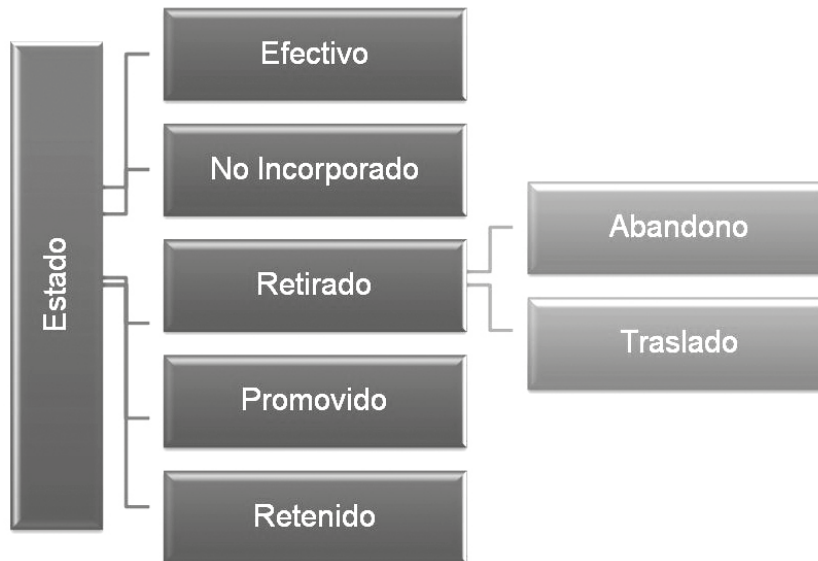 Estado
Efectivo
No Incorporado
Retirado
Promovido
Retenido
Abandono
Traslado